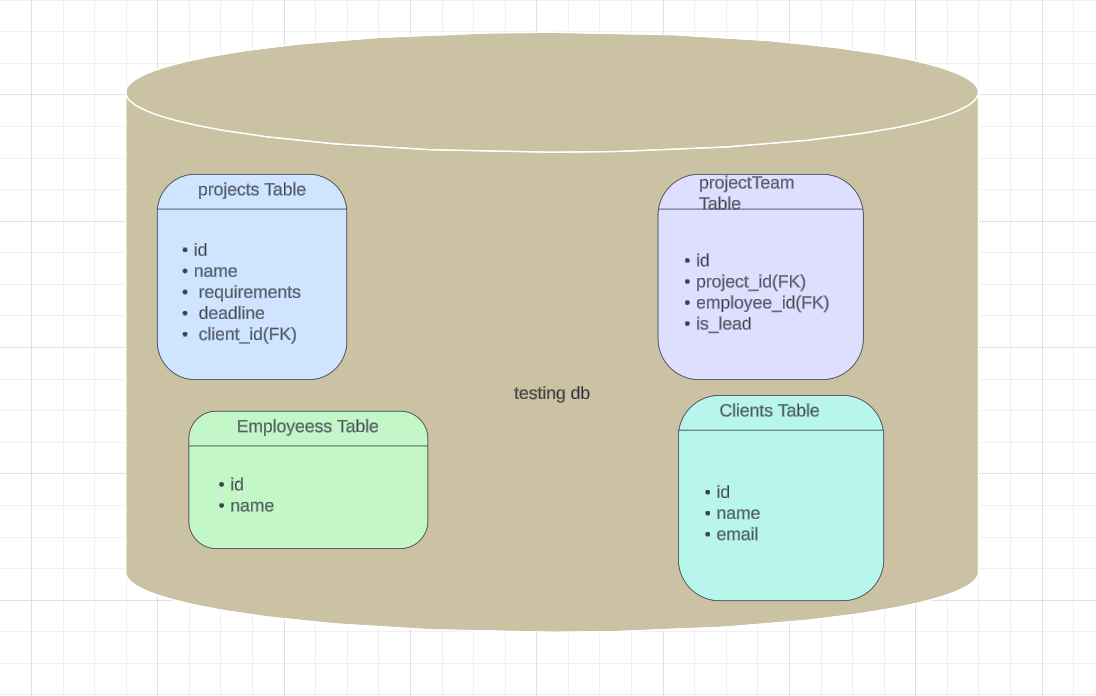 projects Table
• id
• name
• requirements
• deadline
• client_id(FK)
projectTeam
Table
• id
• project_id(FK)
• employee_id(FK)
• is_lead
testing db
Employeess Table
• id
• name
Clients Table
• id
• name
• email